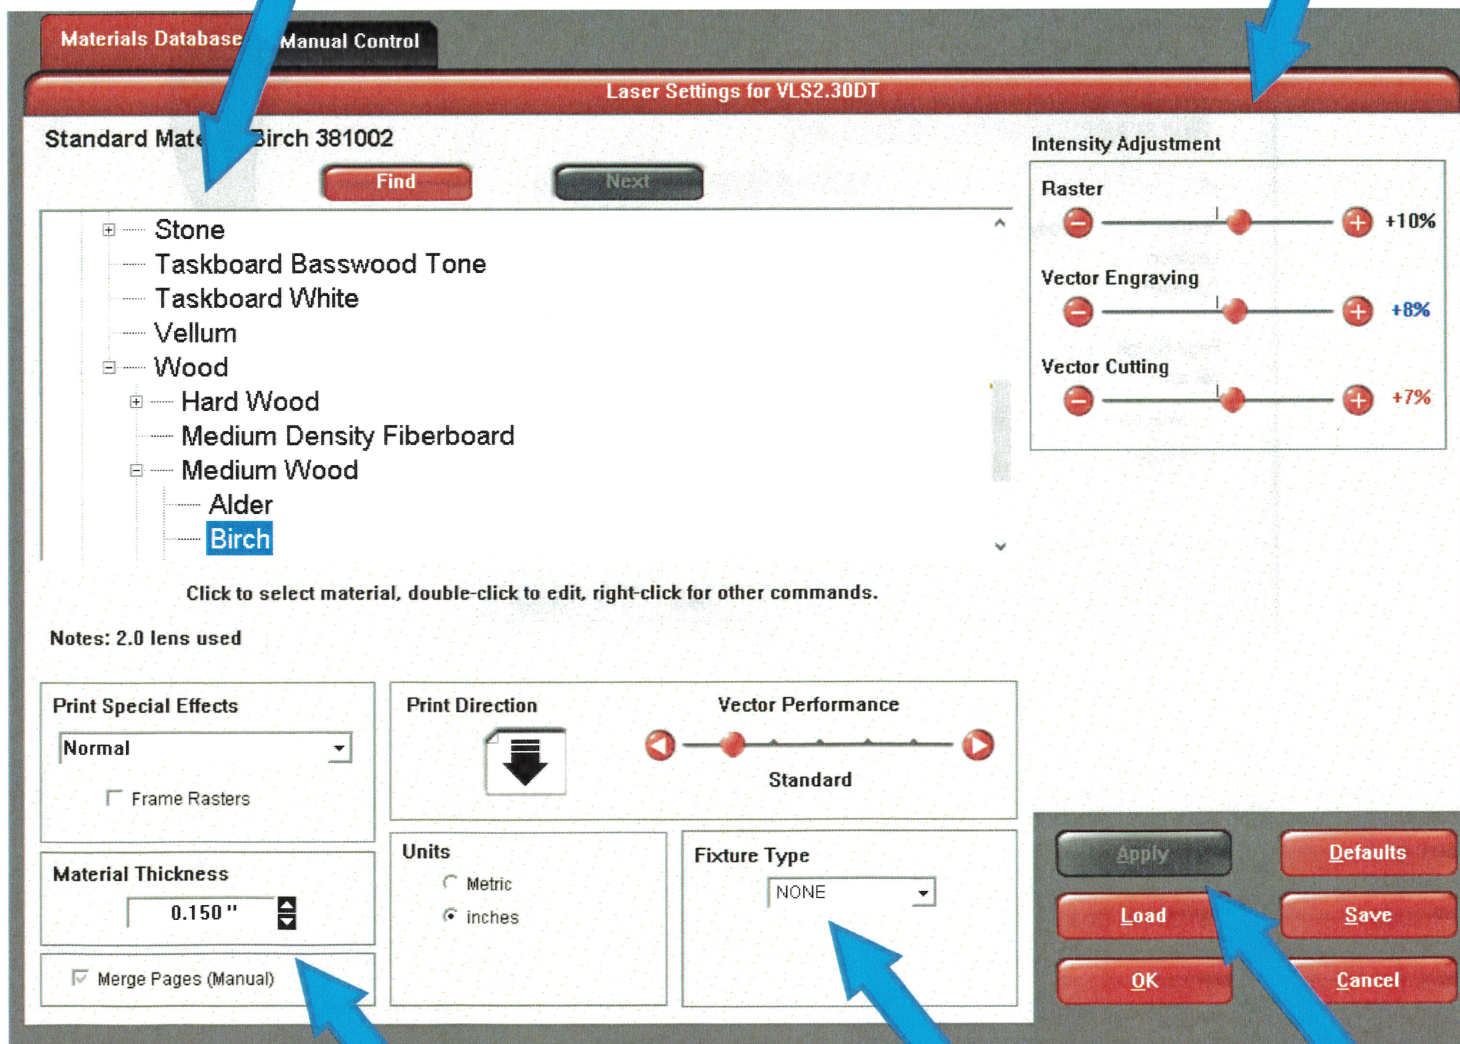 Materials Database
Manual Control
Laser Settings for VLS2.30DT
Standard Mate Birch 381002
Find
Next
Stone
Taskboard Basswood Tone
Taskboard White
Vellum
Wood
Hard Wood
Medium Density Fiberboard
Medium Wood
Alder
Birch
Click to select material, double-click to edit, right-click for other commands.
Notes: 2.0 lens used
Intensity Adjustment
Raster
+10%
Vector Engraving
+8%
Vector Cutting
+7%
Print Special Effects
Normal
Frame Rasters
Print Direction
Vector Performance
Standard
Material Thickness
0.150 "
Merge Pages (Manual)
Units
Metric
inches
Fixture Type
NONE
Apply
Defaults
Load
Save
OK
Cancel